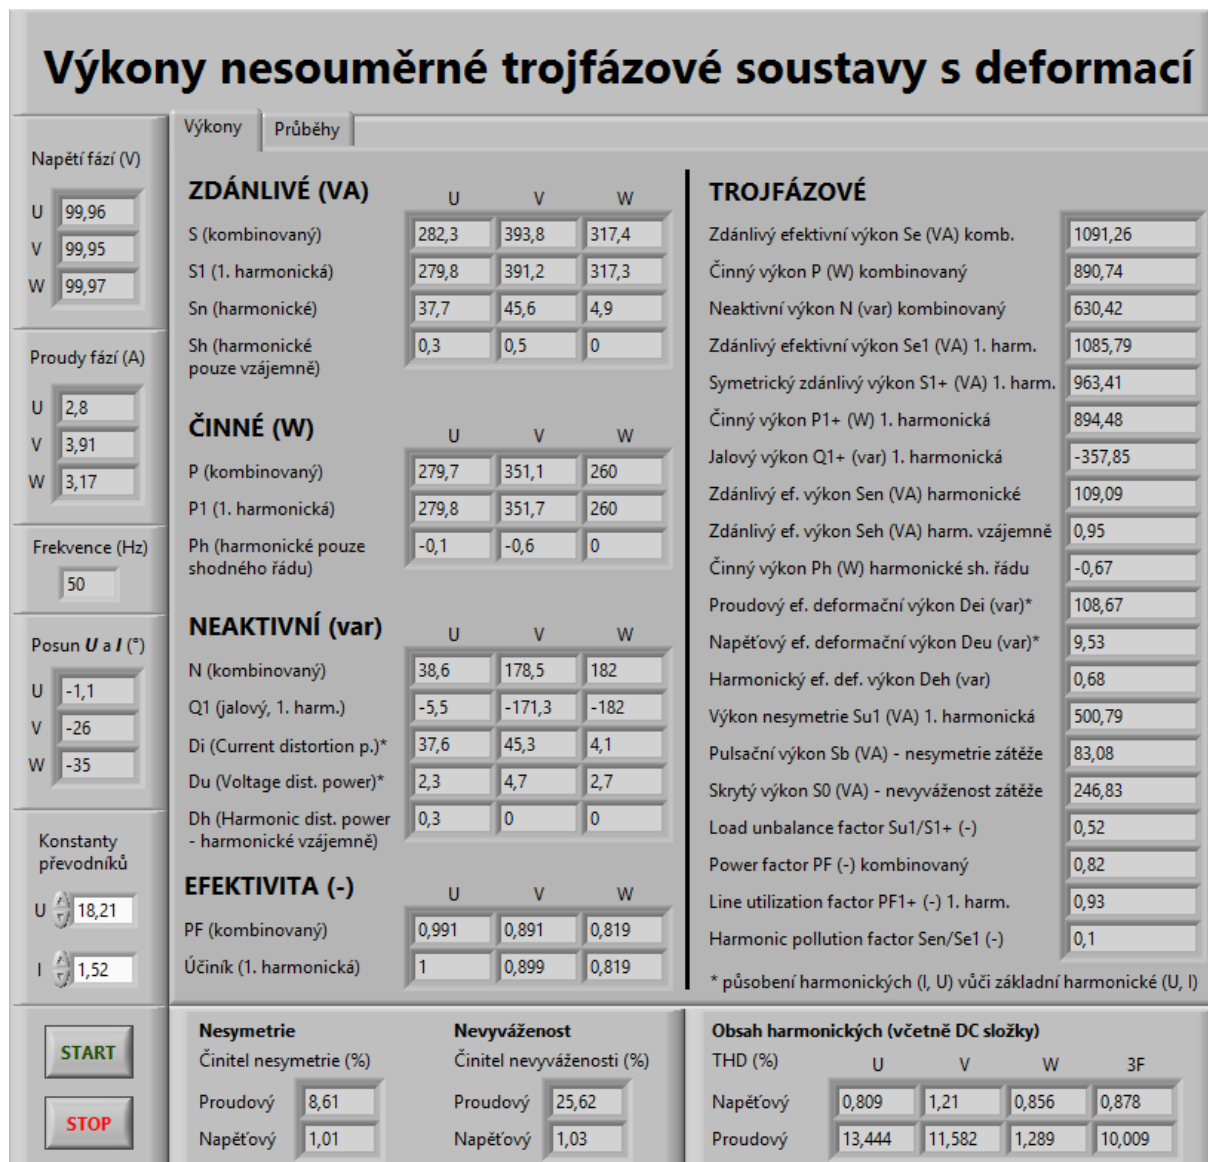 Výkony nesouměrné trojfázové soustavy s deformací
Napětí fází (V)
U 99,96
V 99,95
W 99,97
Proudy fází (A)
U 2,8
V 3,91
W 3,17
Frekvence (Hz)
50
Posun U a I (°)
U -1,1
V -26
W -35
Konstanty
převodníků
U 18,21
I 1,52
START
STOP
Výkony Průběhy
ZDÁNLIVÉ (VA) U V W
S (kombinovaný) 282,3 393,8 317,4
S1 (1. harmonická) 279,8 391,2 317,3
Sn (harmonické) 37,7 45,6 4,9
Sh (harmonické 0,3 0,5 0
pouze vzájemně)
ČINNÉ (W) U V W
P (kombinovaný) 279,7 351,1 260
P1 (1. harmonická) 279,8 351,7 260
Ph (harmonické pouze -0,1 -0,6 0
shodného řádu)
NEAKTIVNÍ (var) U V W
N (kombinovaný) 38,6 178,5 182
Q1 (jalový, 1. harm.) -5,5 -171,3 -182
Di (Current distortion p.)* 37,6 45,3 4,1
Du (Voltage dist. power)* 2,3 4,7 2,7
Dh (Harmonic dist. power 0,3 0 0
- harmonické vzájemně)
EFEKTIVITA (-) U V W
PF (kombinovaný) 0,991 0,891 0,819
Účiník (1. harmonická) 1 0,899 0,819
TROJFÁZOVÉ
Zdánlivý efektivní výkon Se (VA) komb. 1091,26
Činný výkon P (W) kombinovaný 890,74
Neaktivní výkon N (var) kombinovaný 630,42
Zdánlivý efektivní výkon Se1 (VA) 1. harm. 1085,79
Symetrický zdánlivý výkon S1+ (VA) 1. harm. 963,41
Činný výkon P1+ (W) 1. harmonická 894,48
Jalový výkon Q1+ (var) 1. harmonická -357,85
Zdánlivý ef. výkon Sen (VA) harmonické 109,09
Zdánlivý ef. výkon Seh (VA) harm. vzájemně 0,95
Činný výkon Ph (W) harmonické sh. řádu -0,67
Proudový ef. deformační výkon Dei (var)* 108,67
Napěťový ef. deformační výkon Deu (var)* 9,53
Harmonický ef. def. výkon Deh (var) 0,68
Výkon nesymetrie Su1 (VA) 1. harmonická 500,79
Pulsační výkon Sb (VA) - nesymetrie zátěže 83,08
Skrytý výkon S0 (VA) - nevyváženost zátěže 246,83
Load unbalance factor Su1/S1+ (-) 0,52
Power factor PF (-) kombinovaný 0,82
Line utilization factor PF1+ (-) 1. harm. 0,93
Harmonic pollution factor Sen/Se1 (-) 0,1
* působení harmonických (I, U) vůči základní harmonické (U, I)
Nesymetrie
Činitel nesymetrie (%)
Proudový 8,61
Napěťový 1,01
Nevyváženost
Činitel nevyváženosti (%)
Proudový 25,62
Napěťový 1,03
Obsah harmonických (včetně DC složky)
THD (%) U V W 3F
Napěťový 0,809 1,21 0,856 0,878
Proudový 13,444 11,582 1,289 10,009